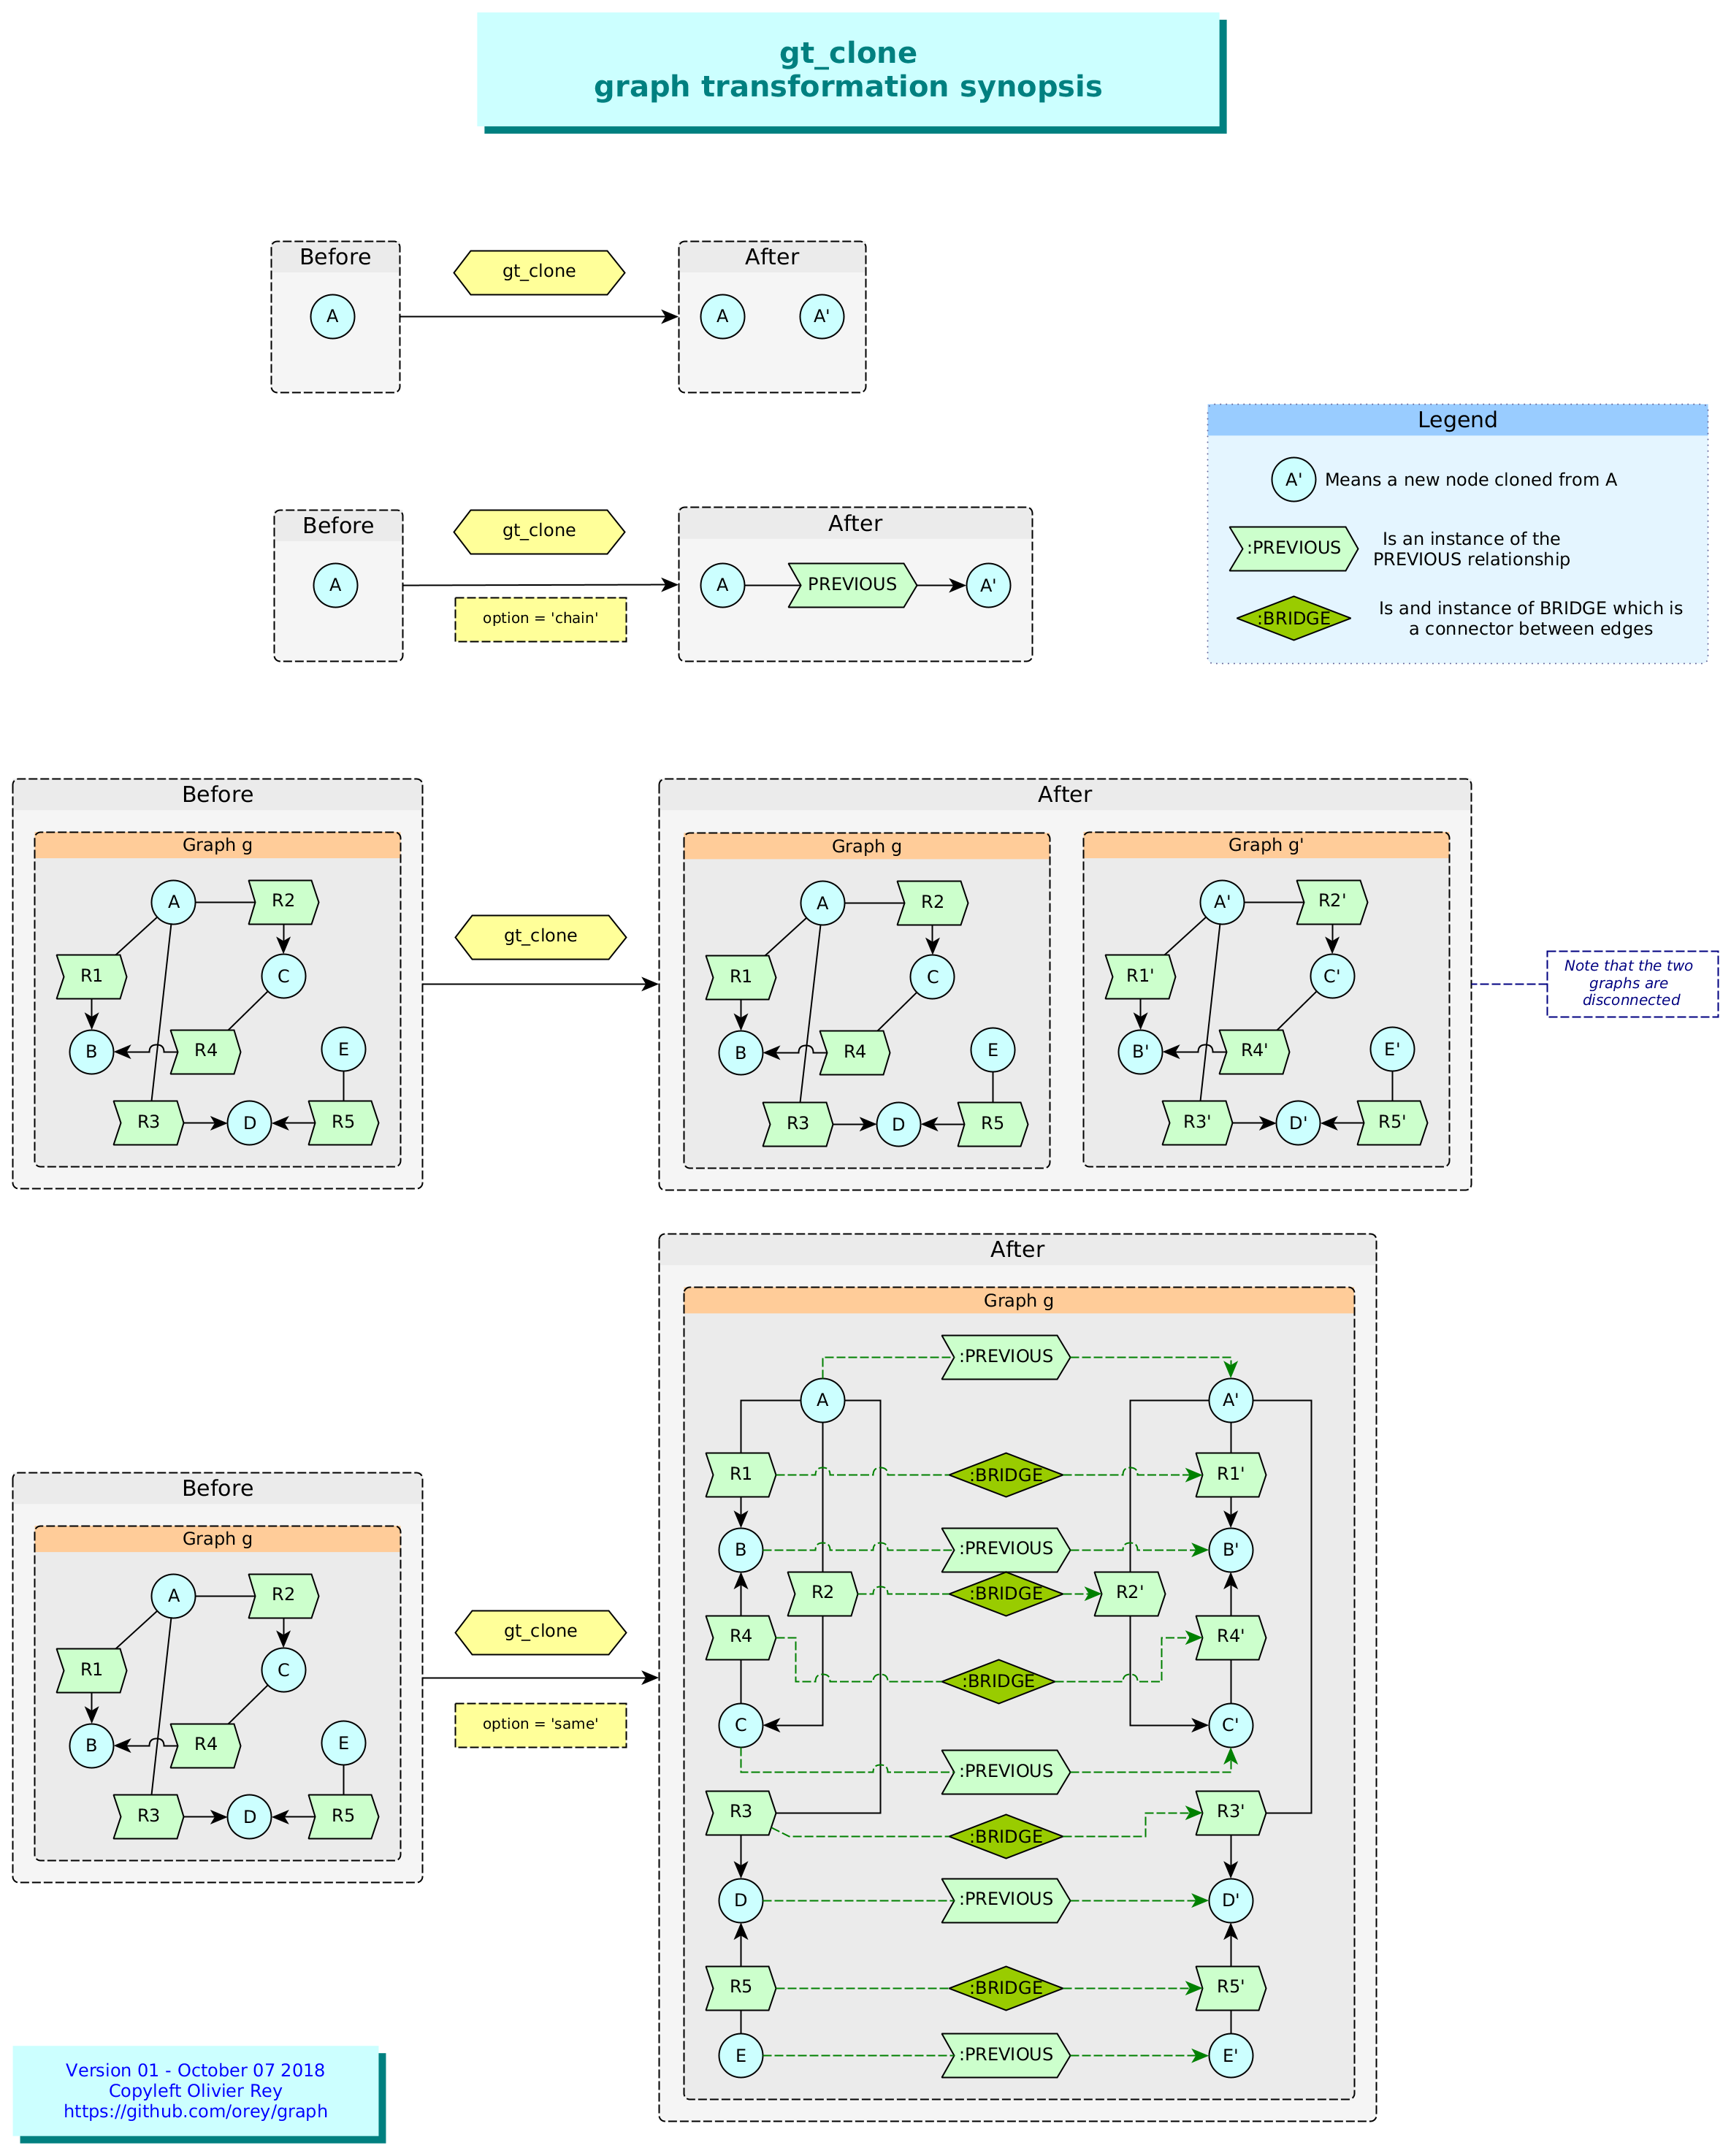 gt_clone
graph transformation synopsis
Before
A
gt_clone
After
A
A'
Legend
A'
Means a new node cloned from A
:PREVIOUS
Is an instance of the
PREVIOUS relationship
:BRIDGE
Is and instance of BRIDGE which is
a connector between edges
Before
A
gt_clone
option = 'chain'
After
A
PREVIOUS
A'
Before
Graph g
A
R2
R1
C
B
R4
E
R3
D
R5
gt_clone
After
Graph g
A
R2
R1
C
B
R4
E
R3
D
R5
Graph g'
A'
R2'
R1'
C'
B'
R4'
E'
R3'
D'
R5'
Note that the two
graphs are
disconnected
Before
Graph g
A
R2
R1
C
B
R4
E
R3
D
R5
gt_clone
option = 'same'
After
Graph g
:PREVIOUS
A
A'
R1
:BRIDGE
R1'
B
:PREVIOUS
B'
R2
:BRIDGE
R2'
R4
R4'
:BRIDGE
C
C'
:PREVIOUS
R3
R3'
:BRIDGE
D
:PREVIOUS
D'
R5
:BRIDGE
R5'
E
:PREVIOUS
E'
Version 01 - October 07 2018
Copyleft Olivier Rey
https://github.com/orey/graph